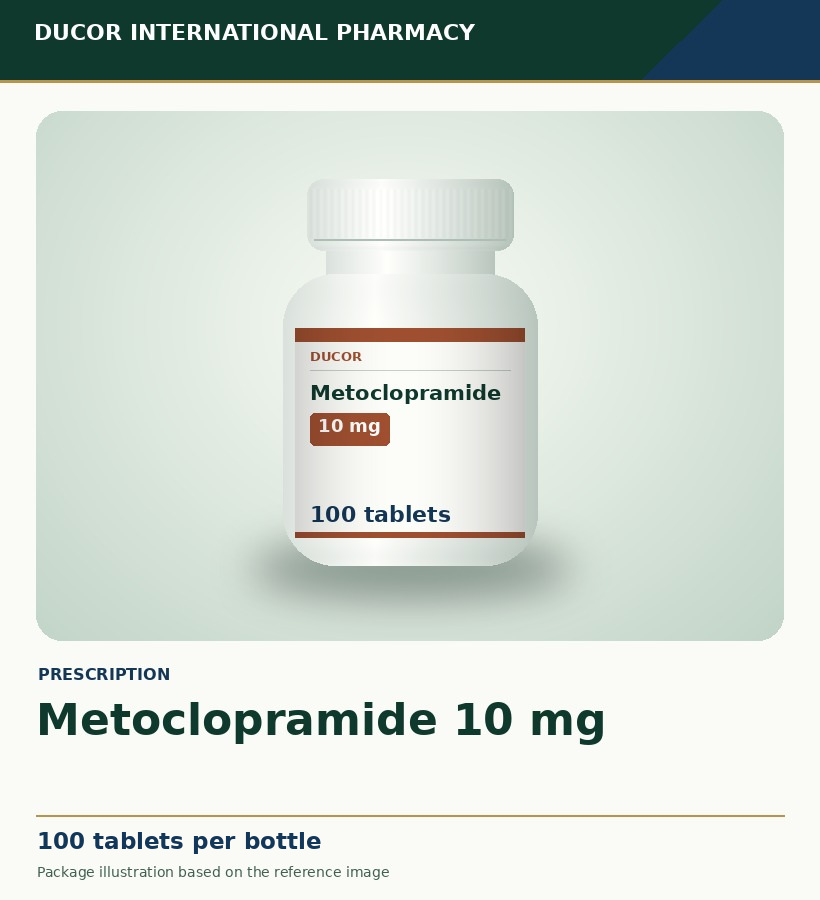 DUCOR INTERNATIONAL PHARMACY
DUCOR
Metoclopramide
10 mg
100 tablets
PRESCRIPTION
Metoclopramide 10 mg
100 tablets per bottle
Package illustration based on the reference image